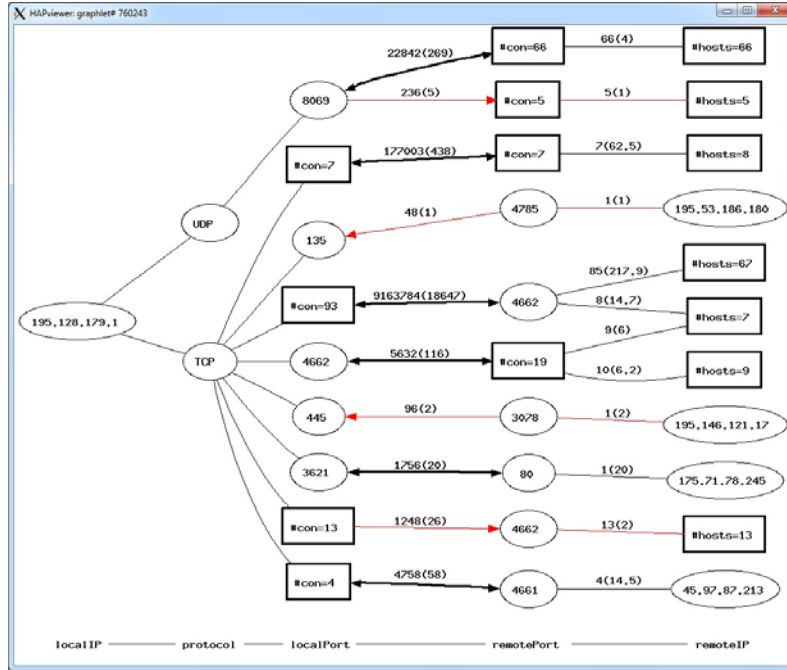 HAPviewer: graphlet# 760243
22842(269)
#con=66
66(4)
#hosts=66
8069
236(5)
#con=5
5(1)
#hosts=5
#con=7
177003(438)
#con=7
7(62.5)
#hosts=8
UDP
135
48(1)
4785
1(1)
195.53.186.180
#con=93
9163784(18647)
4662
85(217.9)
#hosts=67
8(14.7)
#hosts=7
195.128.179.1
TCP
4662
5632(116)
#con=19
9(6)
10(6.2)
#hosts=9
445
96(2)
3078
1(2)
195.146.121.17
3621
1756(20)
80
1(20)
175.71.78.245
#con=13
1248(26)
4662
13(2)
#hosts=13
#con=4
4758(58)
4661
4(14.5)
45.97.87.213
localIP protocol localPort remotePort remoteIP